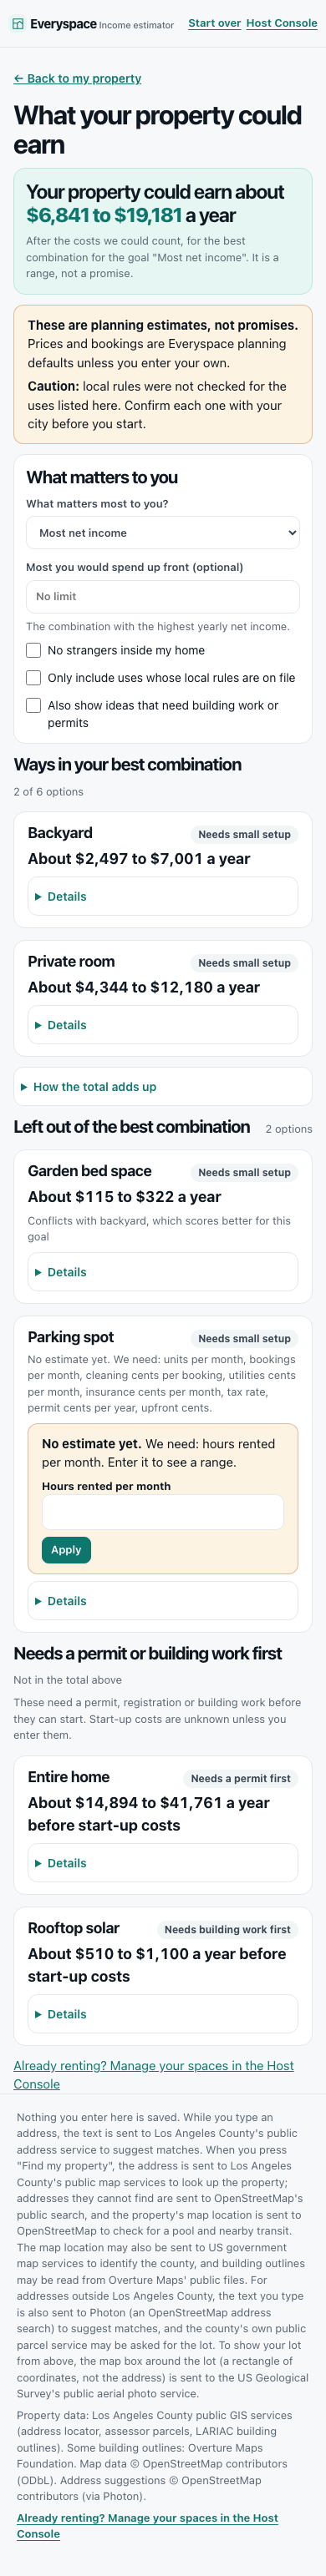 Everyspace Income estimator Start over Host Console
← Back to my property
What your property could
earn
Your property could earn about
$6,841 to $19,181 a year
After the costs we could count, for the best
combination for the goal "Most net income". It is a
range, not a promise.
These are planning estimates, not promises.
Prices and bookings are Everyspace planning
defaults unless you enter your own.
Caution: local rules were not checked for the
uses listed here. Confirm each one with your
city before you start.
What matters to you
What matters most to you?
Most net income
Most you would spend up front (optional)
No limit
The combination with the highest yearly net income.
No strangers inside my home
Only include uses whose local rules are on file
Also show ideas that need building work or
permits
Ways in your best combination
2 of 6 options
Backyard Needs small setup
About $2,497 to $7,001 a year
Details
Private room Needs small setup
About $4,344 to $12,180 a year
Details
How the total adds up
Left out of the best combination 2 options
Garden bed space Needs small setup
About $115 to $322 a year
Conflicts with backyard, which scores better for this
goal
Details
Parking spot Needs small setup
No estimate yet. We need: units per month, bookings
per month, cleaning cents per booking, utilities cents
per month, insurance cents per month, tax rate,
permit cents per year, upfront cents.
No estimate yet. We need: hours rented
per month. Enter it to see a range.
Hours rented per month
Apply
Details
Needs a permit or building work first
Not in the total above
These need a permit, registration or building work before
they can start. Start-up costs are unknown unless you
enter them.
Entire home Needs a permit first
About $14,894 to $41,761 a year
before start-up costs
Details
Rooftop solar Needs building work first
About $510 to $1,100 a year before
start-up costs
Details
Already renting? Manage your spaces in the Host
Console
Nothing you enter here is saved. While you type an
address, the text is sent to Los Angeles County's public
address service to suggest matches. When you press
"Find my property", the address is sent to Los Angeles
County's public map services to look up the property;
addresses they cannot find are sent to OpenStreetMap's
public search, and the property's map location is sent to
OpenStreetMap to check for a pool and nearby transit.
The map location may also be sent to US government
map services to identify the county, and building outlines
may be read from Overture Maps' public files. For
addresses outside Los Angeles County, the text you type
is also sent to Photon (an OpenStreetMap address
search) to suggest matches, and the county's own public
parcel service may be asked for the lot. To show your lot
from above, the map box around the lot (a rectangle of
coordinates, not the address) is sent to the US Geological
Survey's public aerial photo service.
Property data: Los Angeles County public GIS services
(address locator, assessor parcels, LARIAC building
outlines). Some building outlines: Overture Maps
Foundation. Map data © OpenStreetMap contributors
(ODbL). Address suggestions © OpenStreetMap
contributors (via Photon).
Already renting? Manage your spaces in the Host
Console